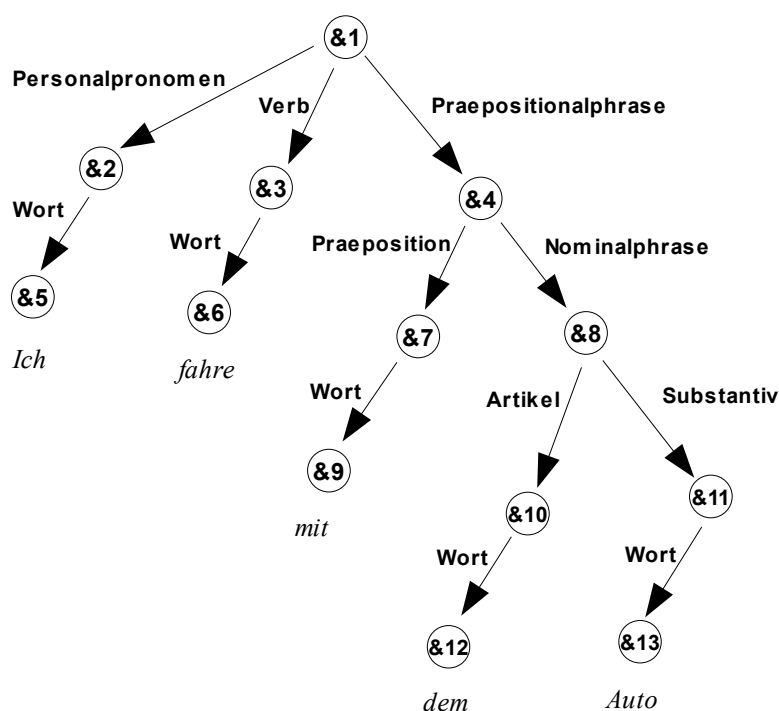 &1
Personalpronomen
Verb
Praepositionalphrase
&2
&3
&4
Wort
Wort
Praeposition
Nominalphrase
&5
&6
&7
&8
Ich
fahre
Wort
Artikel
Substantiv
&9
&10
&11
mit
Wort
Wort
&12
&13
dem
Auto